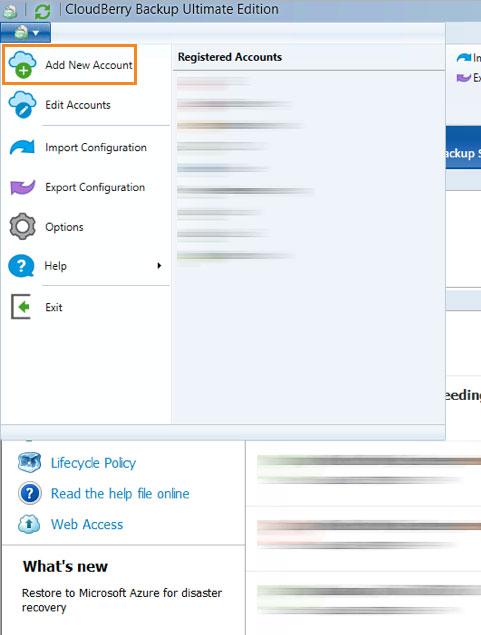 CloudBerry Backup Ultimate Edition
Add New Account
Edit Accounts
Import Configuration
Export Configuration
Options
Help
Exit
Registered Accounts
ackup S
eeding
Lifecycle Policy
Read the help file online
Web Access
What's new
Restore to Microsoft Azure for disaster
recovery